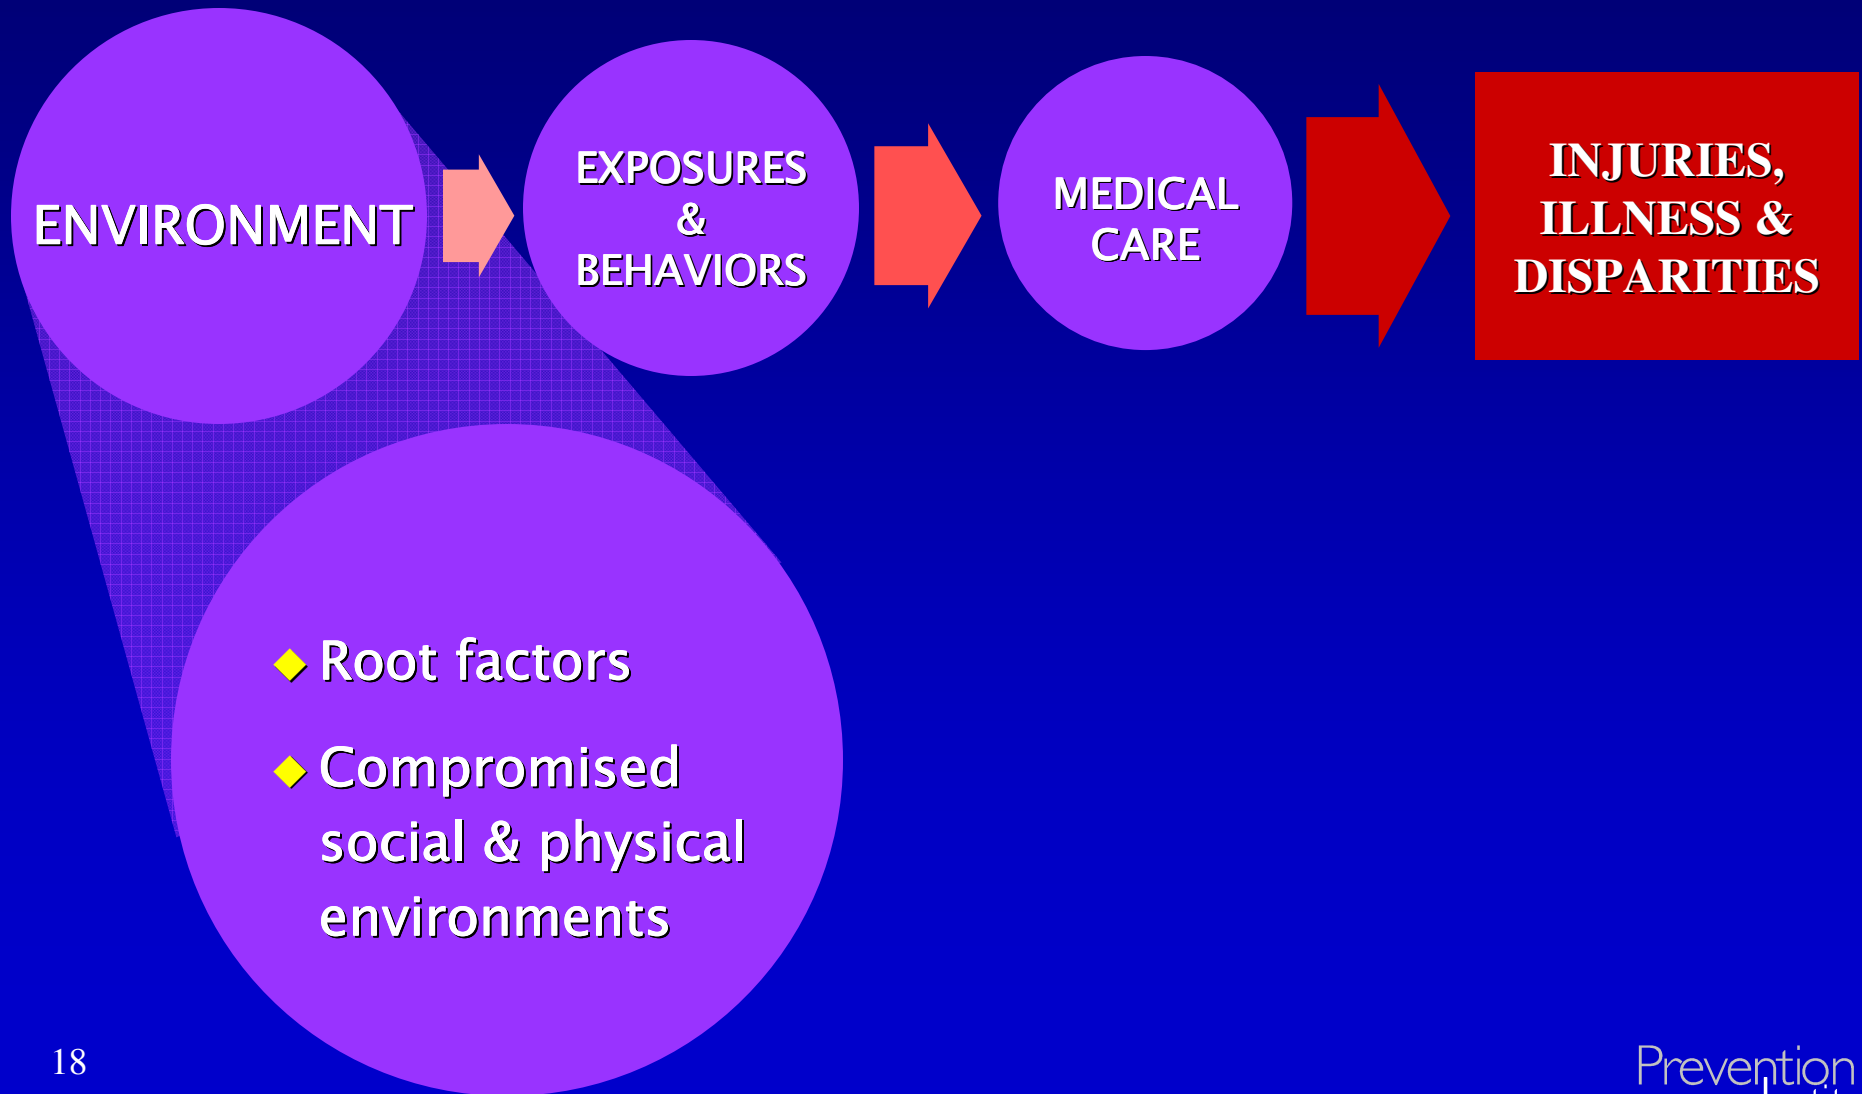 ENVIRONMENT
EXPOSURES
&
BEHAVIORS
MEDICAL
CARE
INJURIES,
ILLNESS &
DISPARITIES
Root factors
Compromised
social & physical
environments
18
Prevention